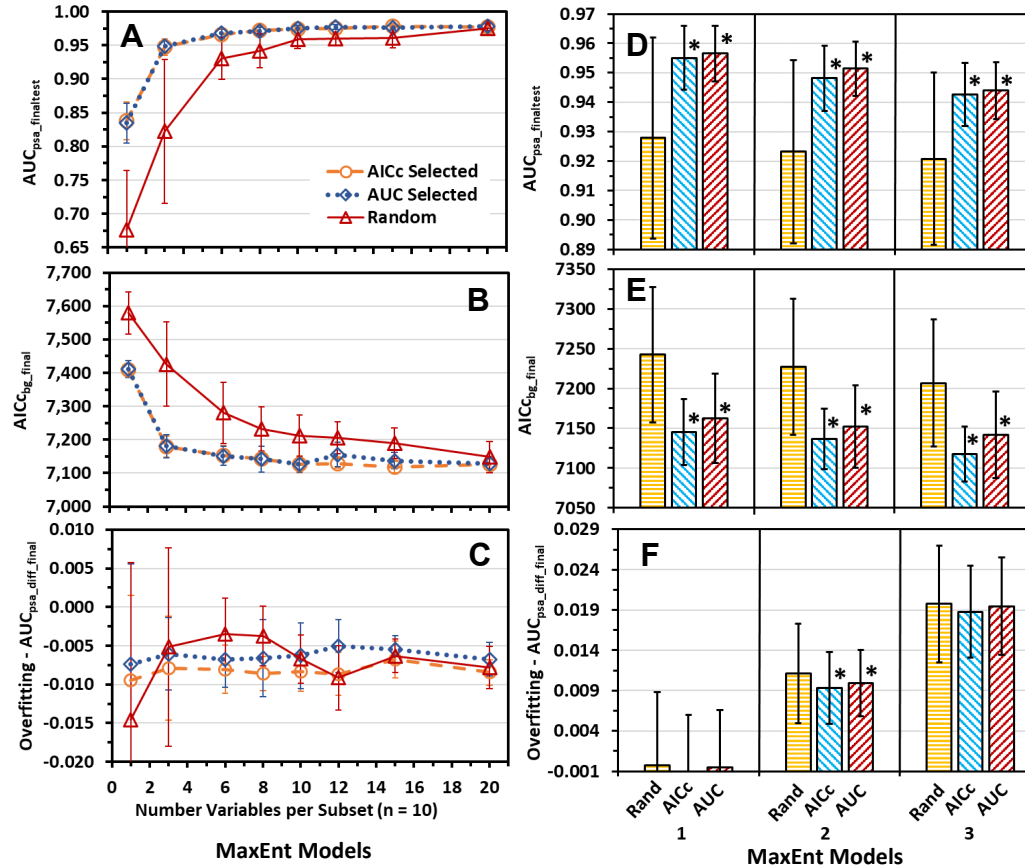 A
AUCpsa_finaltest
1.00
0.95
0.90
0.85
0.80
0.75
0.70
0.65
AICc Selected
AUC Selected
Random
B
AICcbg_final
7,700
7,600
7,500
7,400
7,300
7,200
7,100
7,000
C
Overfitting - AUCpsa_diff_final
0.010
0.005
0.000
-0.005
-0.010
-0.015
-0.020
0 2 4 6 8 10 12 14 16 18 20
Number Variables per Subset (n = 10)
MaxEnt Models
D
AUCpsa_finaltest
0.97
0.96
0.95
0.94
0.93
0.92
0.91
0.90
0.89
* * * * * *
E
AICcbg_final
7350
7300
7250
7200
7150
7100
7050
* * * * * *
F
Overfitting - AUCpsa_diff_final
0.029
0.024
0.019
0.014
0.009
0.004
-0.001
* *
Rand AICc AUC Rand AICc AUC Rand AICc AUC
1 2 3
MaxEnt Models